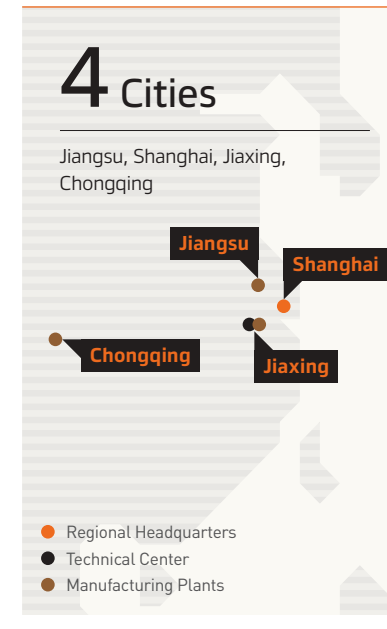 4 Cities
Jiangsu, Shanghai, Jiaxing,
Chongqing
Jiangsu
Shanghai
Chongqing
Jiaxing
Regional Headquarters
Technical Center
Manufacturing Plants